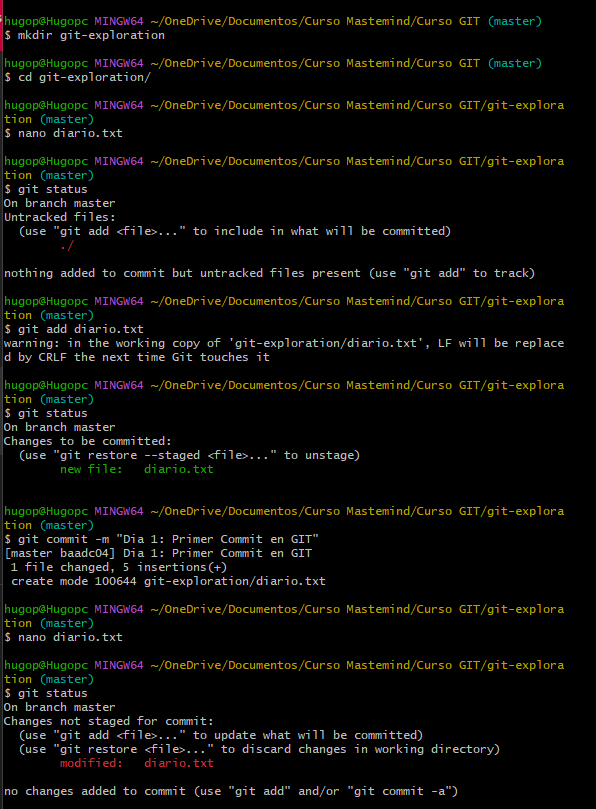 hugop@Hugopc MINGW64 ~/OneDrive/Documentos/Curso Mastemind/Curso GIT (master)
$ mkdir git-exploration
hugop@Hugopc MINGW64 ~/OneDrive/Documentos/Curso Mastemind/Curso GIT (master)
$ cd git-exploration/
hugop@Hugopc MINGW64 ~/OneDrive/Documentos/Curso Mastemind/Curso GIT/git-explora
tion (master)
$ nano diario.txt
hugop@Hugopc MINGW64 ~/OneDrive/Documentos/Curso Mastemind/Curso GIT/git-explora
tion (master)
$ git status
On branch master
Untracked files:
  (use "git add <file>..." to include in what will be committed)
        ./
nothing added to commit but untracked files present (use "git add" to track)
hugop@Hugopc MINGW64 ~/OneDrive/Documentos/Curso Mastemind/Curso GIT/git-explora
tion (master)
$ git add diario.txt
warning: in the working copy of 'git-exploration/diario.txt', LF will be replace
d by CRLF the next time Git touches it
hugop@Hugopc MINGW64 ~/OneDrive/Documentos/Curso Mastemind/Curso GIT/git-explora
tion (master)
$ git status
On branch master
Changes to be committed:
  (use "git restore --staged <file>..." to unstage)
        new file:   diario.txt
hugop@Hugopc MINGW64 ~/OneDrive/Documentos/Curso Mastemind/Curso GIT/git-explora
tion (master)
$ git commit -m "Dia 1: Primer Commit en GIT"
[master baadc04] Dia 1: Primer Commit en GIT
 1 file changed, 5 insertions(+)
 create mode 100644 git-exploration/diario.txt
hugop@Hugopc MINGW64 ~/OneDrive/Documentos/Curso Mastemind/Curso GIT/git-explora
tion (master)
$ nano diario.txt
hugop@Hugopc MINGW64 ~/OneDrive/Documentos/Curso Mastemind/Curso GIT/git-explora
tion (master)
$ git status
On branch master
Changes not staged for commit:
  (use "git add <file>..." to update what will be committed)
  (use "git restore <file>..." to discard changes in working directory)
        modified:   diario.txt
no changes added to commit (use "git add" and/or "git commit -a")